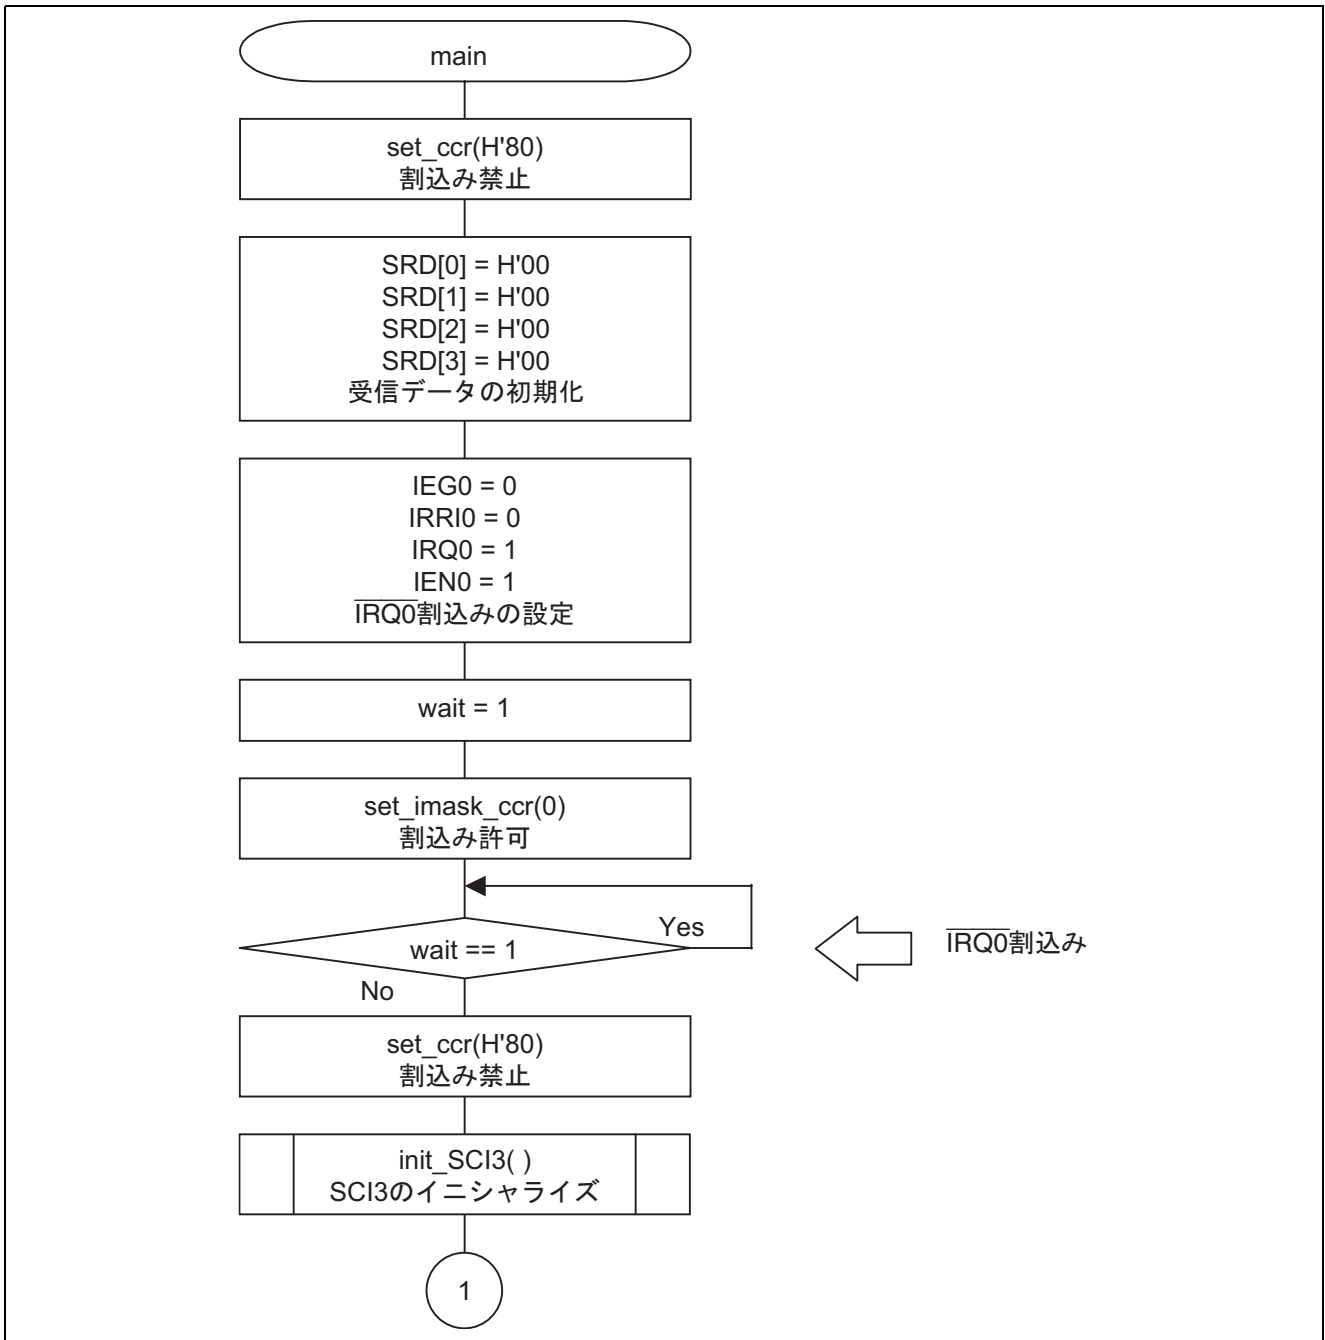 main
set_ccr(H'80)
割込み禁止
SRD[0] = H'00
SRD[1] = H'00
SRD[2] = H'00
SRD[3] = H'00
受信データの初期化
IEG0 = 0
IRRI0 = 0
IRQ0 = 1
IEN0 = 1
IRQ0割込みの設定
wait = 1
set_imask_ccr(0)
割込み許可
Yes
wait == 1
IRQ0割込み
No
set_ccr(H'80)
割込み禁止
init_SCI3( )
SCI3のイニシャライズ
1